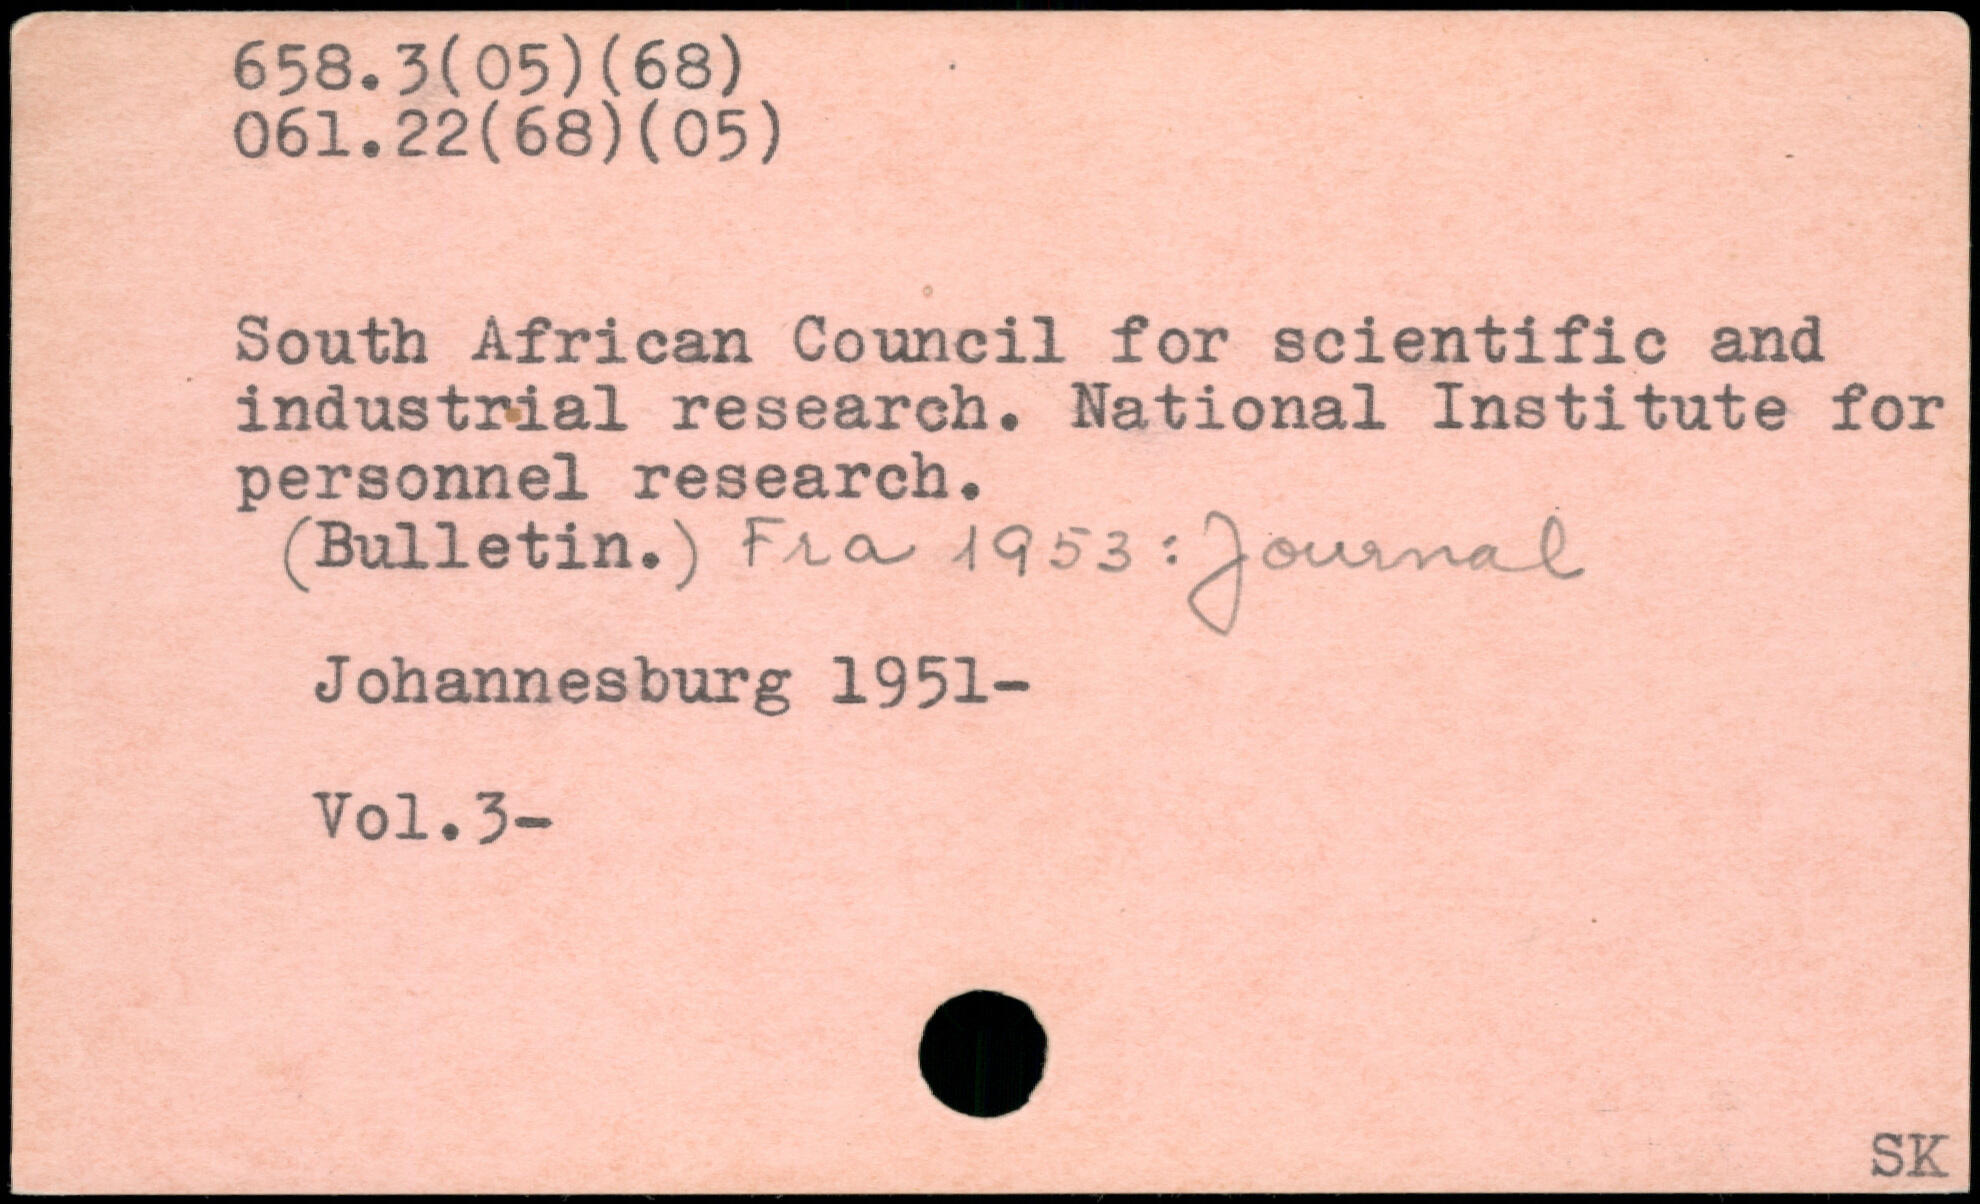 658.3(05)(68)
061.22(68)(05)
South African Council for scientific and
industrial research. National Institute for
personnel research.
(Bulletin.) Fra 1953: Journal
Johannesburg 1951-
Vol.3-
SK